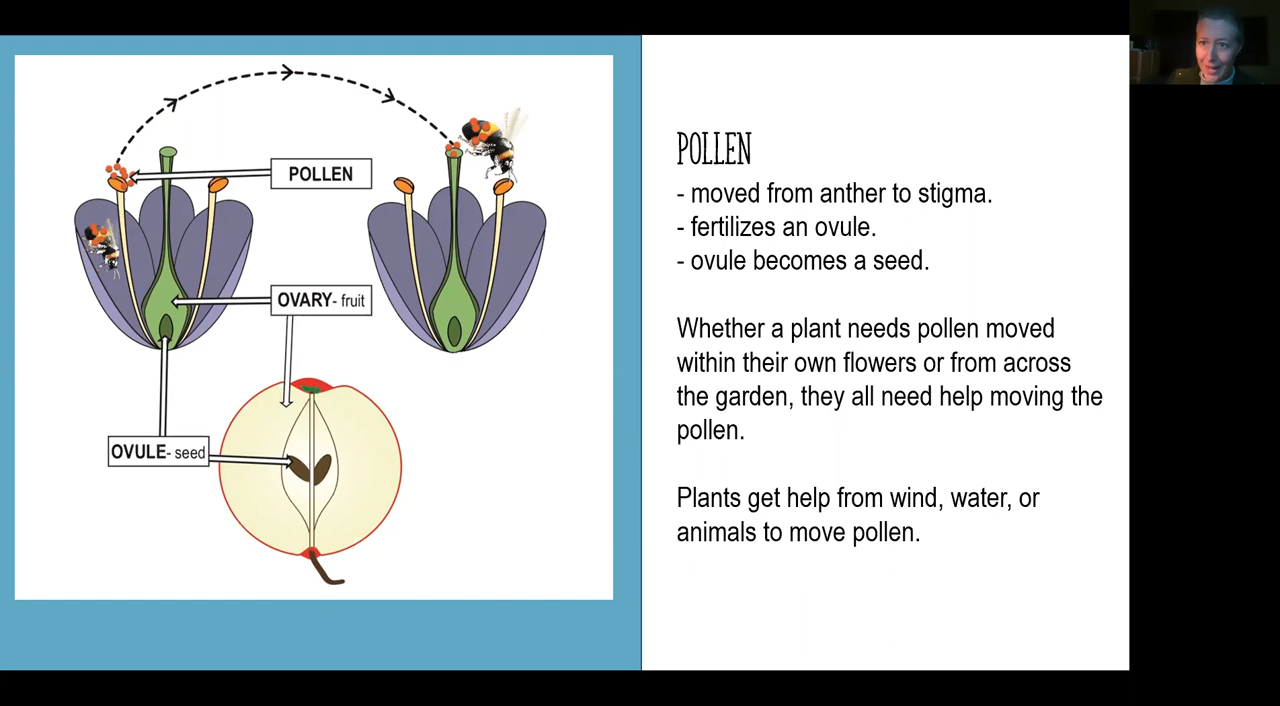 POLLEN
OVARY- fruit
OVULE- seed
POLLEN
- moved from anther to stigma.
- fertilizes an ovule.
- ovule becomes a seed.
Whether a plant needs pollen moved
within their own flowers or from across
the garden, they all need help moving the
pollen.
Plants get help from wind, water, or
animals to move pollen.